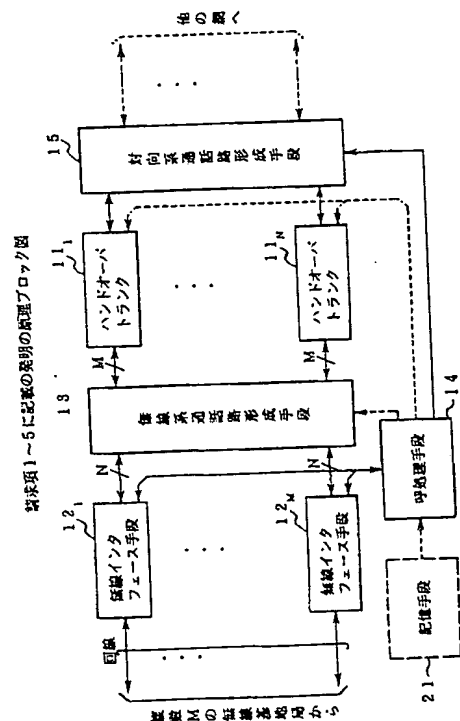 請求項1~5に記載の発明の原理ブロック図
複数Mの無線基地局から
回線
12₁
無線インタ
フェース手段
12M
無線インタ
フェース手段
N
N
13
無線系通話路形成手段
M
M
11₁
ハンドオーバ
トランク
11N
ハンドオーバ
トランク
15
対向系通話路形成手段
他の網へ
14
呼処理手段
21
記憶手段